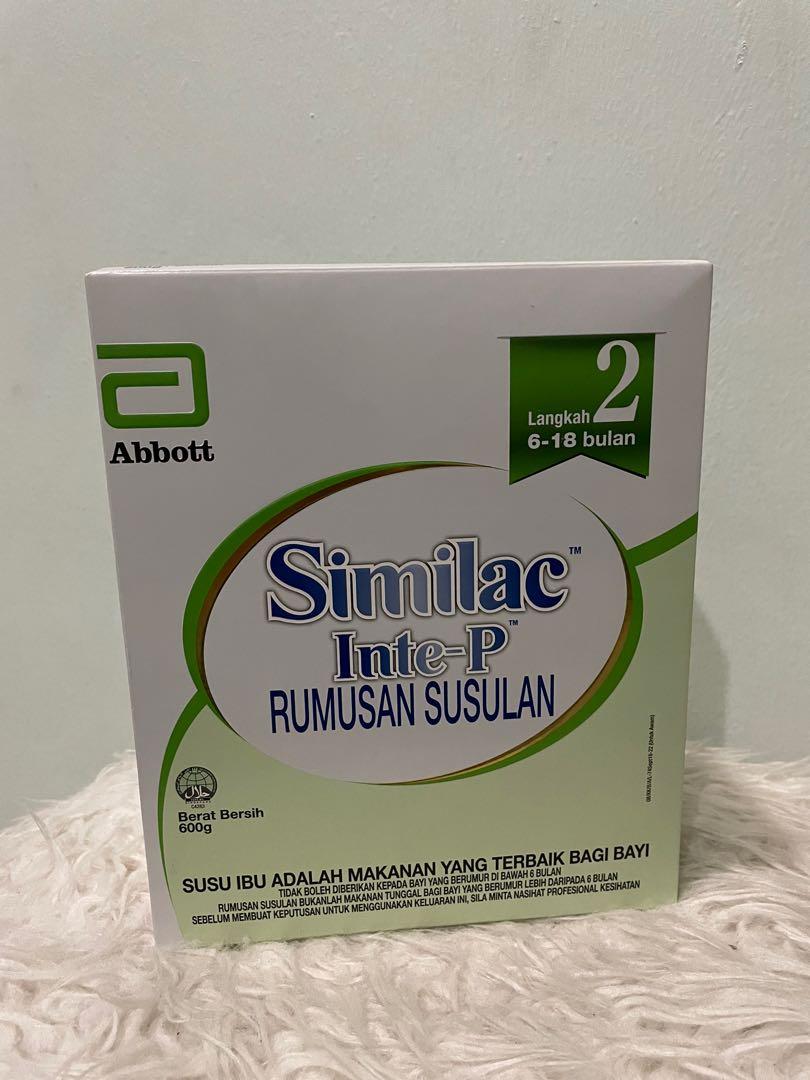 Abbott
Langkah 2
6-18 bulan
Similac™
Inte-P™
RUMUSAN SUSULAN
Berat Bersih
600g
SUSU IBU ADALAH MAKANAN YANG TERBAIK BAGI BAYI
TIDAK BOLEH DIBERIKAN KEPADA BAYI YANG BERUMUR DI BAWAH 6 BULAN
RUMUSAN SUSULAN BUKANLAH MAKANAN TUNGGAL BAGI BAYI YANG BERUMUR LEBIH DARIPADA 6 BULAN
SEBELUM MEMBUAT KEPUTUSAN UNTUK MENGGUNAKAN KELUARAN INI, SILA MINTA NASIHAT PROFESIONAL KESIHATAN